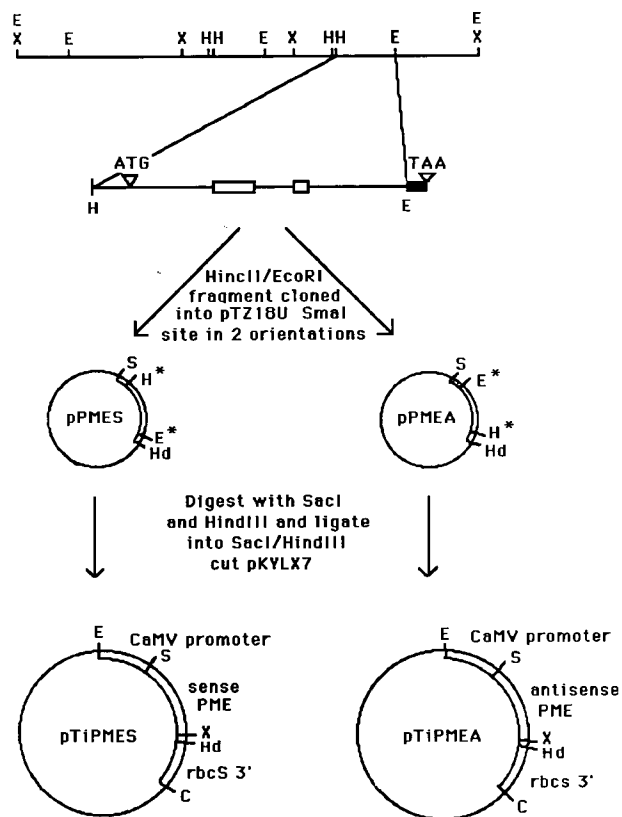 E E
X E X HH E X HH E X
ATG TAA
H E
HincII/EcoRI
fragment cloned
into pTZ18U SmaI
site in 2 orientations
S
H*
pPMES
E*
Hd
S
E*
pPMEA
H*
Hd
Digest with SacI
and HindIII and ligate
into SacI/HindIII
cut pKYLX7
E
CaMV promoter
S
sense
PME
pTiPMES
X
Hd
rbcS 3'
C
E
CaMV promoter
S
antisense
PME
pTiPMEA
X
Hd
rbcs 3'
C